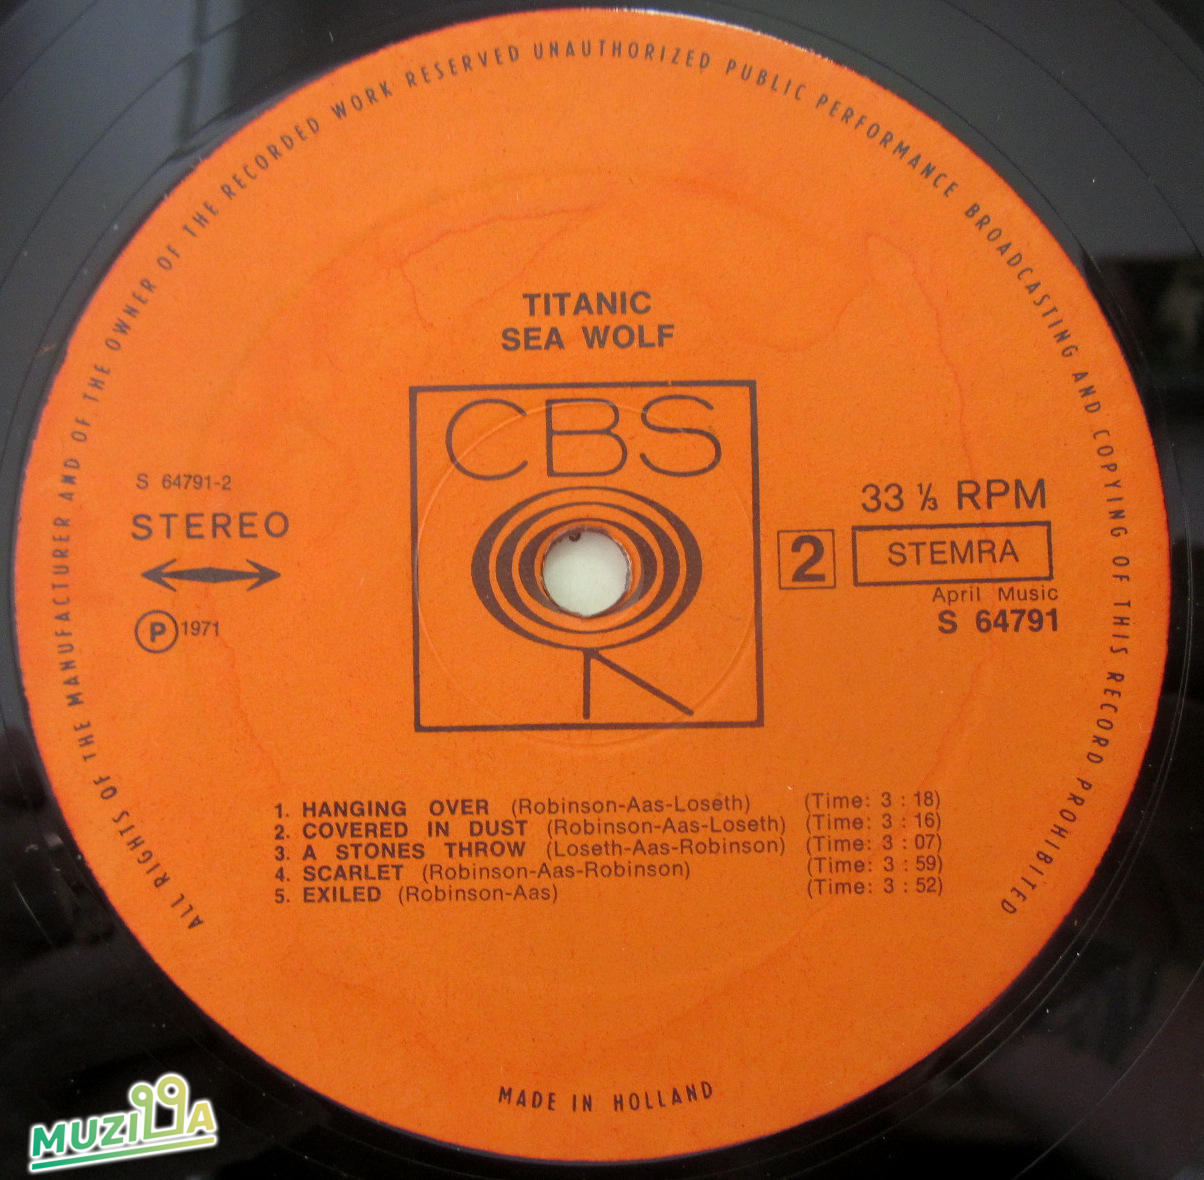 ALL RIGHTS OF THE MANUFACTURER AND OF THE OWNER OF THE RECORDED WORK RESERVED UNAUTHORIZED PUBLIC PERFORMANCE BROADCASTING AND COPYING OF THIS RECORD PROHIBITED
TITANIC
SEA WOLF
CBS
S 64791-2
STEREO
Ⓟ 1971
33 ⅓ RPM
2 STEMRA
April Music
S 64791
1. HANGING OVER (Robinson-Aas-Loseth) (Time: 3 : 18)
2. COVERED IN DUST (Robinson-Aas-Loseth) (Time: 3 : 16)
3. A STONES THROW (Loseth-Aas-Robinson) (Time: 3 : 07)
4. SCARLET (Robinson-Aas-Robinson) (Time: 3 : 59)
5. EXILED (Robinson-Aas) (Time: 3 : 52)
MADE IN HOLLAND
MUZILLA